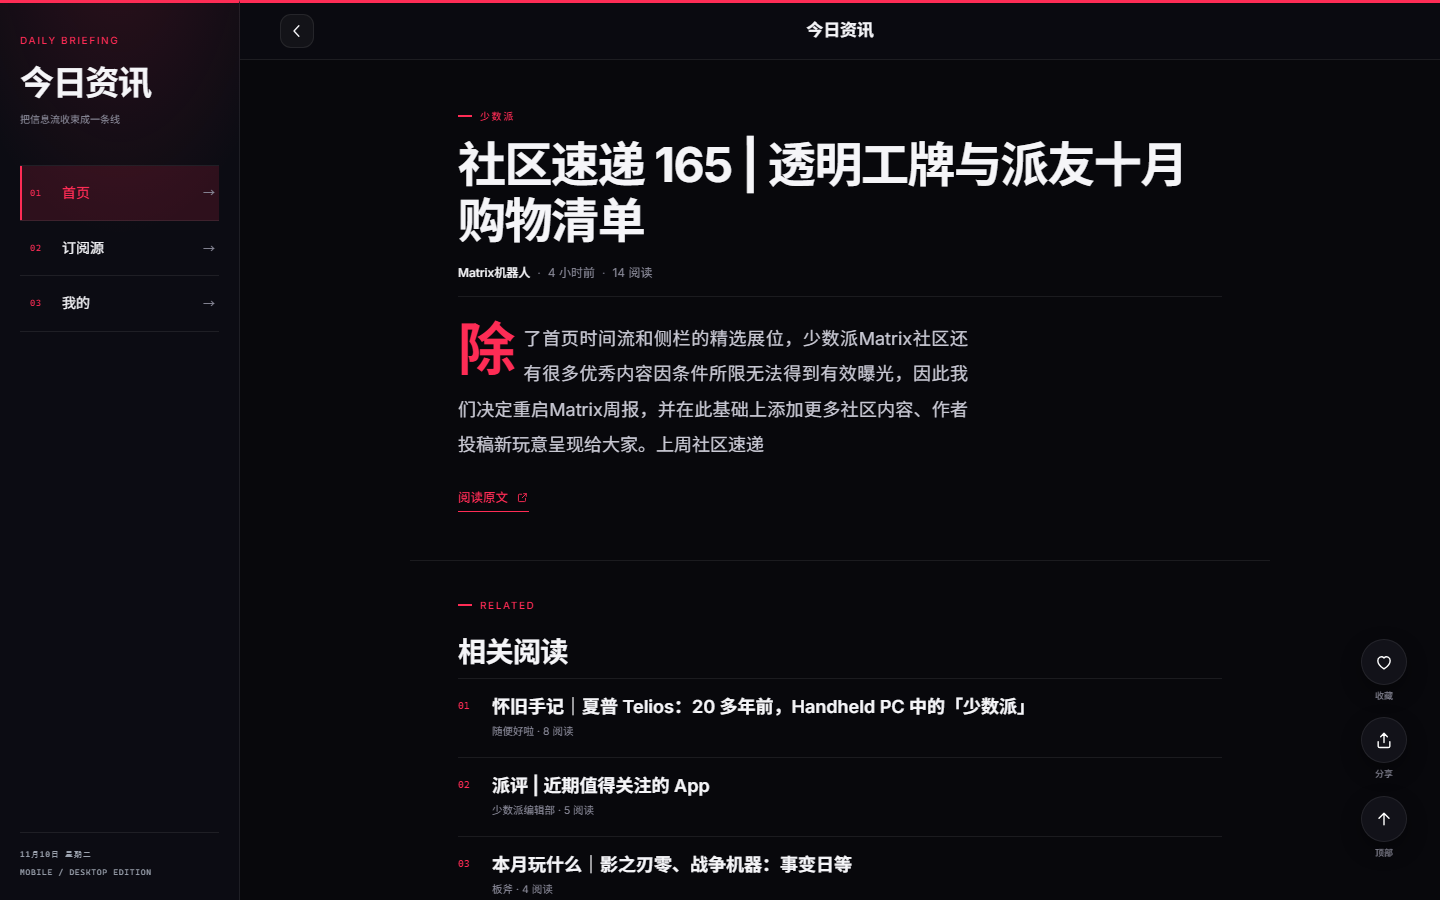 DAILY BRIEFING
今日资讯
把信息流收束成一条线
01 首页 →
02 订阅源 →
03 我的 →
11月10日 星期二
MOBILE / DESKTOP EDITION
今日资讯
少数派
社区速递 165 | 透明工牌与派友十月
购物清单
Matrix机器人 · 4 小时前 · 14 阅读
除了首页时间流和侧栏的精选展位，少数派Matrix社区还
有很多优秀内容因条件所限无法得到有效曝光，因此我
们决定重启Matrix周报，并在此基础上添加更多社区内容、作者
投稿新玩意呈现给大家。上周社区速递
阅读原文
RELATED
相关阅读
01 怀旧手记｜夏普 Telios：20 多年前，Handheld PC 中的「少数派」
随便好啦 · 8 阅读
02 派评 | 近期值得关注的 App
少数派编辑部 · 5 阅读
03 本月玩什么｜影之刃零、战争机器：事变日等
板斧 · 4 阅读
收藏
分享
顶部